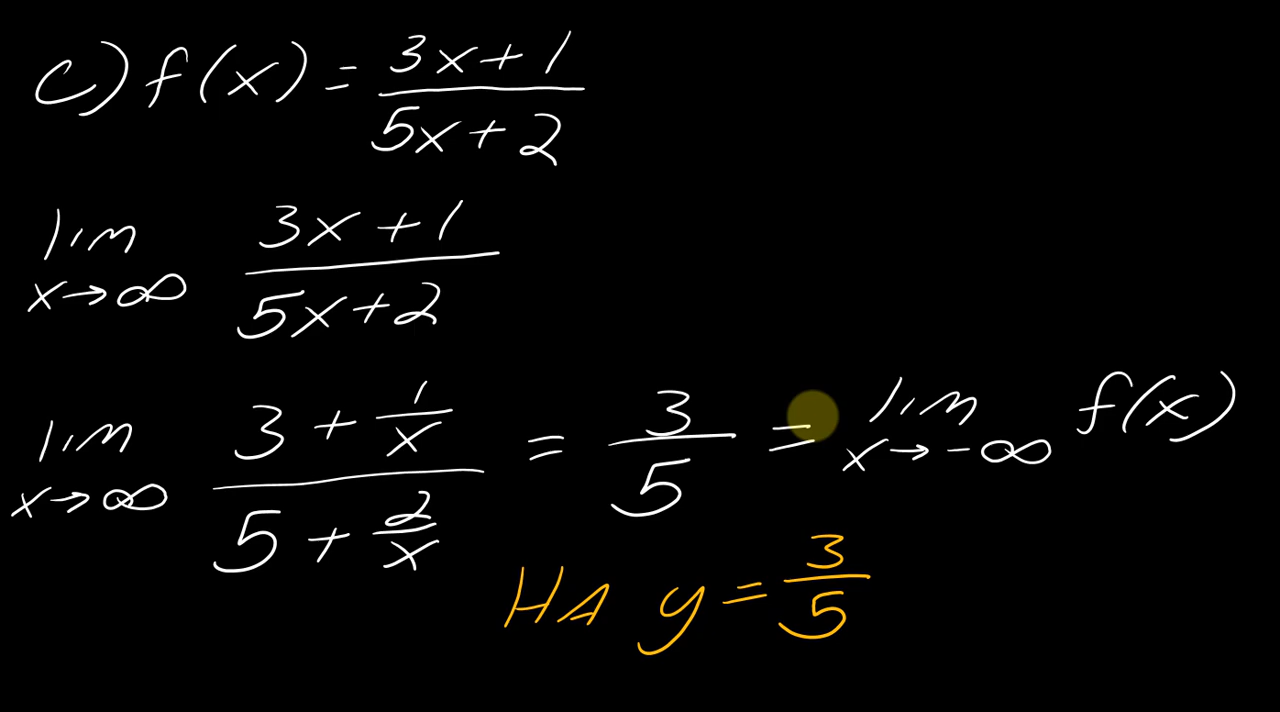 c) f(x) = (3x+1)/(5x+2)
lim x→∞ (3x+1)/(5x+2)
lim x→∞ (3+1/x)/(5+2/x) = 3/5 = lim x→-∞ f(x)
HA y = 3/5